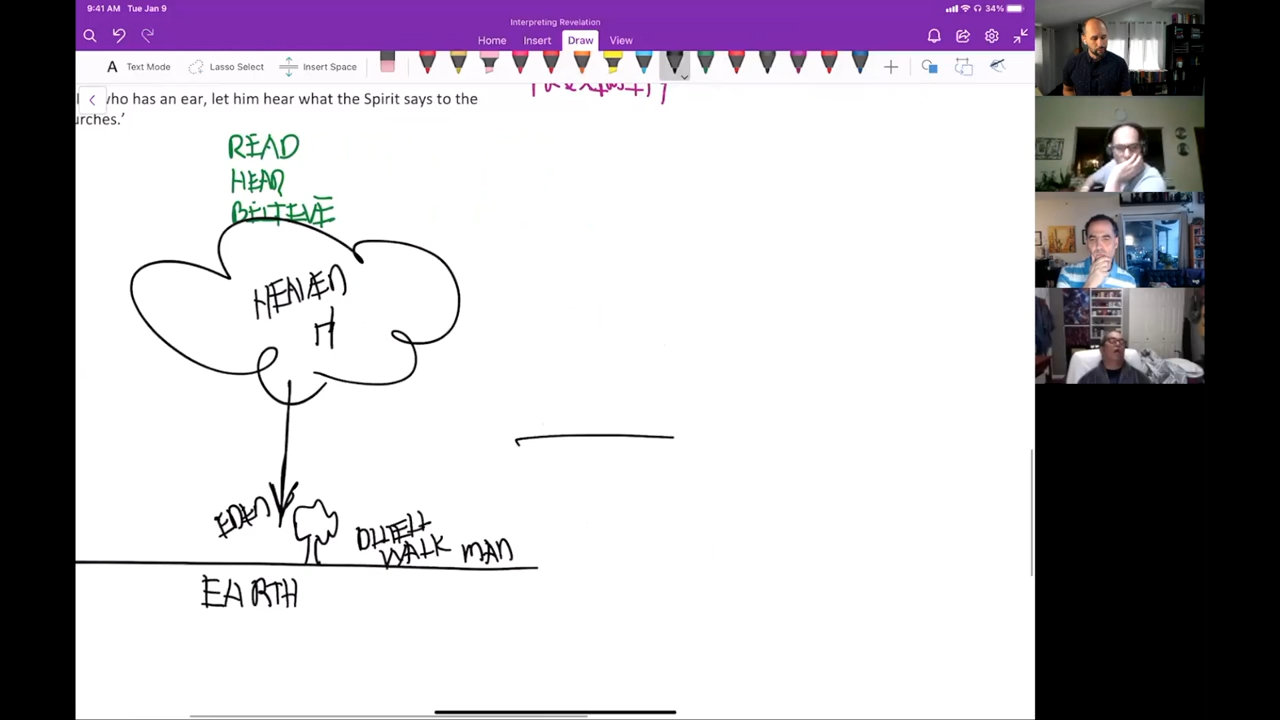 9:41 AM Tue Jan 9
34%
Interpreting Revelation
Home Insert Draw View
Text Mode Lasso Select Insert Space
who has an ear, let him hear what the Spirit says to the
urches.’
READ
HEAR
BELIEVE
HEAVEN
EDEN
DWELL
WALK MAN
EARTH